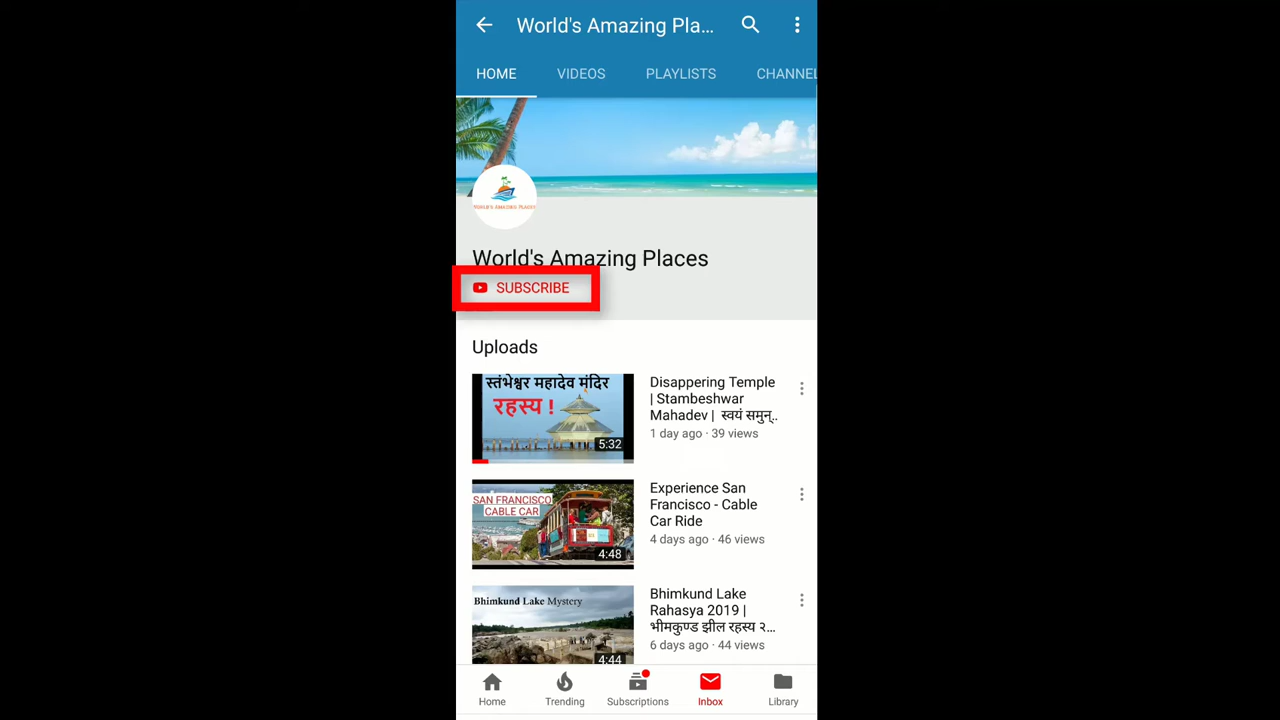 World's Amazing Pla...
HOME VIDEOS PLAYLISTS CHANNEL
WORLD'S AMAZING PLACES
World's Amazing Places
SUBSCRIBE
Uploads
स्तंभेश्वर महादेव मंदिर
रहस्य !
5:32
Disappering Temple
| Stambeshwar
Mahadev | स्वयं समुन्..
1 day ago · 39 views
SAN FRANCISCO
CABLE CAR
4:48
Experience San
Francisco - Cable
Car Ride
4 days ago · 46 views
Bhimkund Lake Mystery
4:44
Bhimkund Lake
Rahasya 2019 |
भीमकुण्ड झील रहस्य २...
6 days ago · 44 views
Home Trending Subscriptions Inbox Library